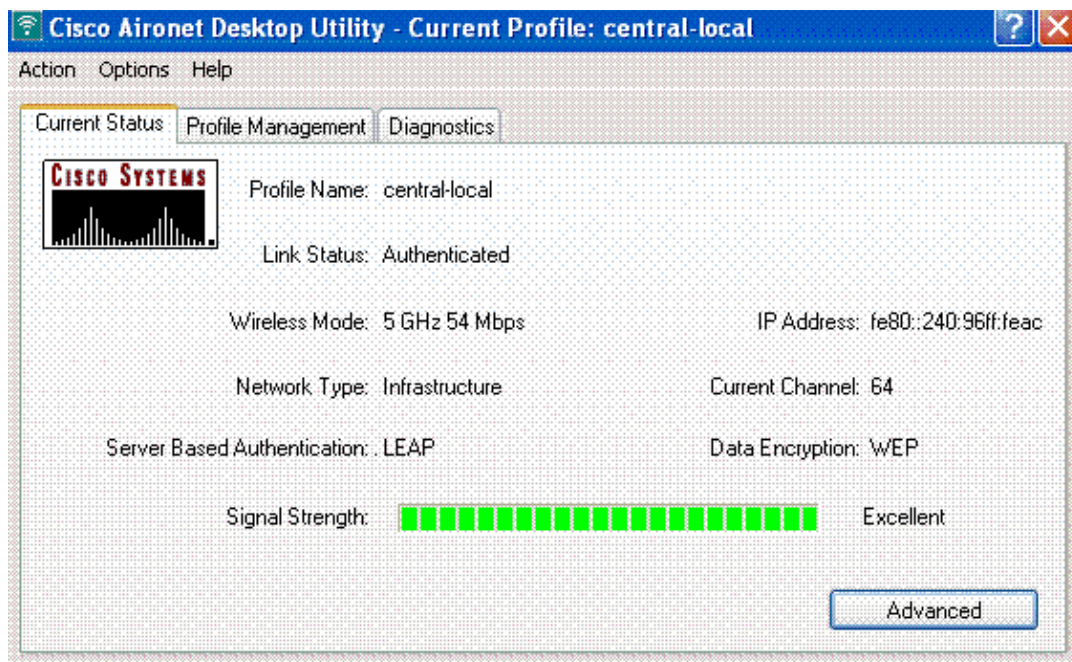 Cisco Aironet Desktop Utility - Current Profile: central-local
Action Options Help
Current Status Profile Management Diagnostics
CISCO SYSTEMS
Profile Name: central-local
Link Status: Authenticated
Wireless Mode: 5 GHz 54 Mbps IP Address: fe80::240:96ff:feac
Network Type: Infrastructure Current Channel: 64
Server Based Authentication: . LEAP Data Encryption: WEP
Signal Strength: Excellent
Advanced